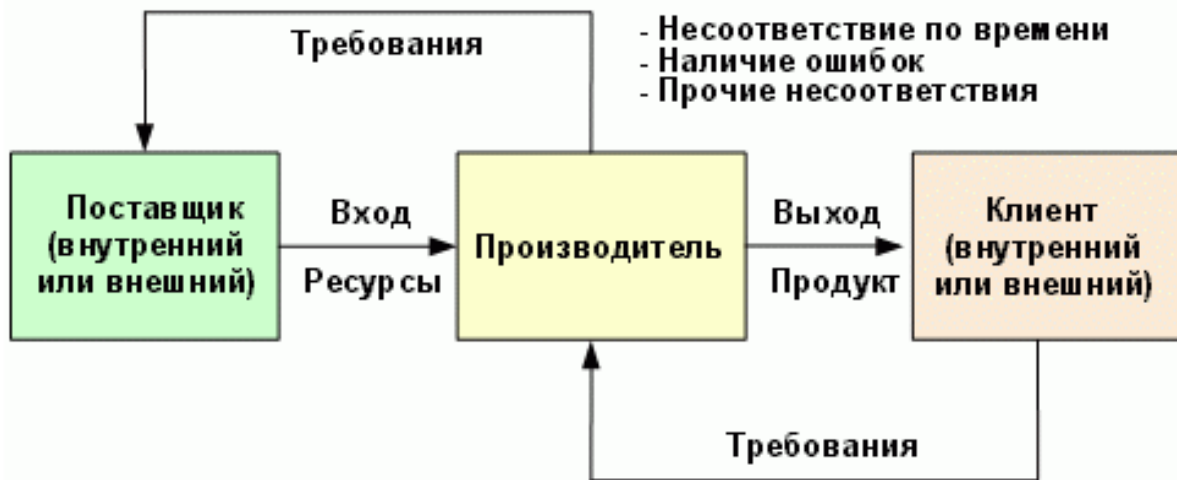 Требования
- Несоответствие по времени
- Наличие ошибок
- Прочие несоответствия
Поставщик
(внутренний
или внешний)
Вход
Ресурсы
Производитель
Выход
Продукт
Клиент
(внутренний
или внешний)
Требования